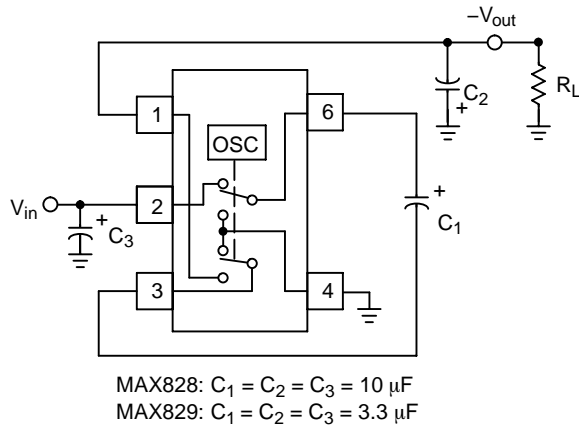 –Vout
1
6
+
C2
RL
OSC
Vin
2
+
C3
+
C1
3
4
MAX828: C1 = C2 = C3 = 10 μF
MAX829: C1 = C2 = C3 = 3.3 μF